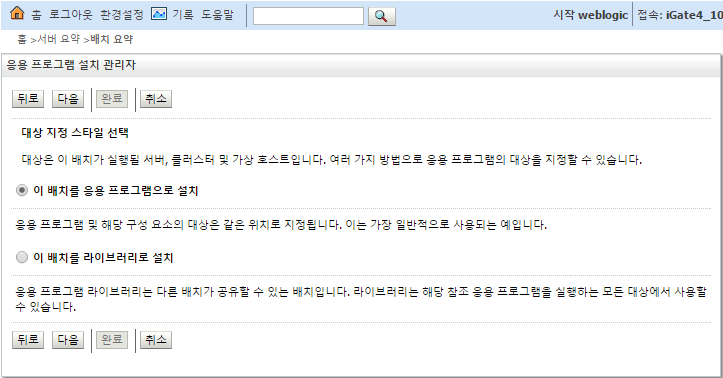 홈 로그아웃 환경설정 기록 도움말 시작 weblogic 접속: iGate4_10
홈 >서버 요약 >배치 요약
응용 프로그램 설치 관리자
뒤로 다음 완료 취소
대상 지정 스타일 선택
대상은 이 배치가 실행될 서버, 클러스터 및 가상 호스트입니다. 여러 가지 방법으로 응용 프로그램의 대상을 지정할 수 있습니다.
이 배치를 응용 프로그램으로 설치
응용 프로그램 및 해당 구성 요소의 대상은 같은 위치로 지정됩니다. 이는 가장 일반적으로 사용되는 예입니다.
이 배치를 라이브러리로 설치
응용 프로그램 라이브러리는 다른 배치가 공유할 수 있는 배치입니다. 라이브러리는 해당 참조 응용 프로그램을 실행하는 모든 대상에서 사용할
수 있습니다.
뒤로 다음 완료 취소